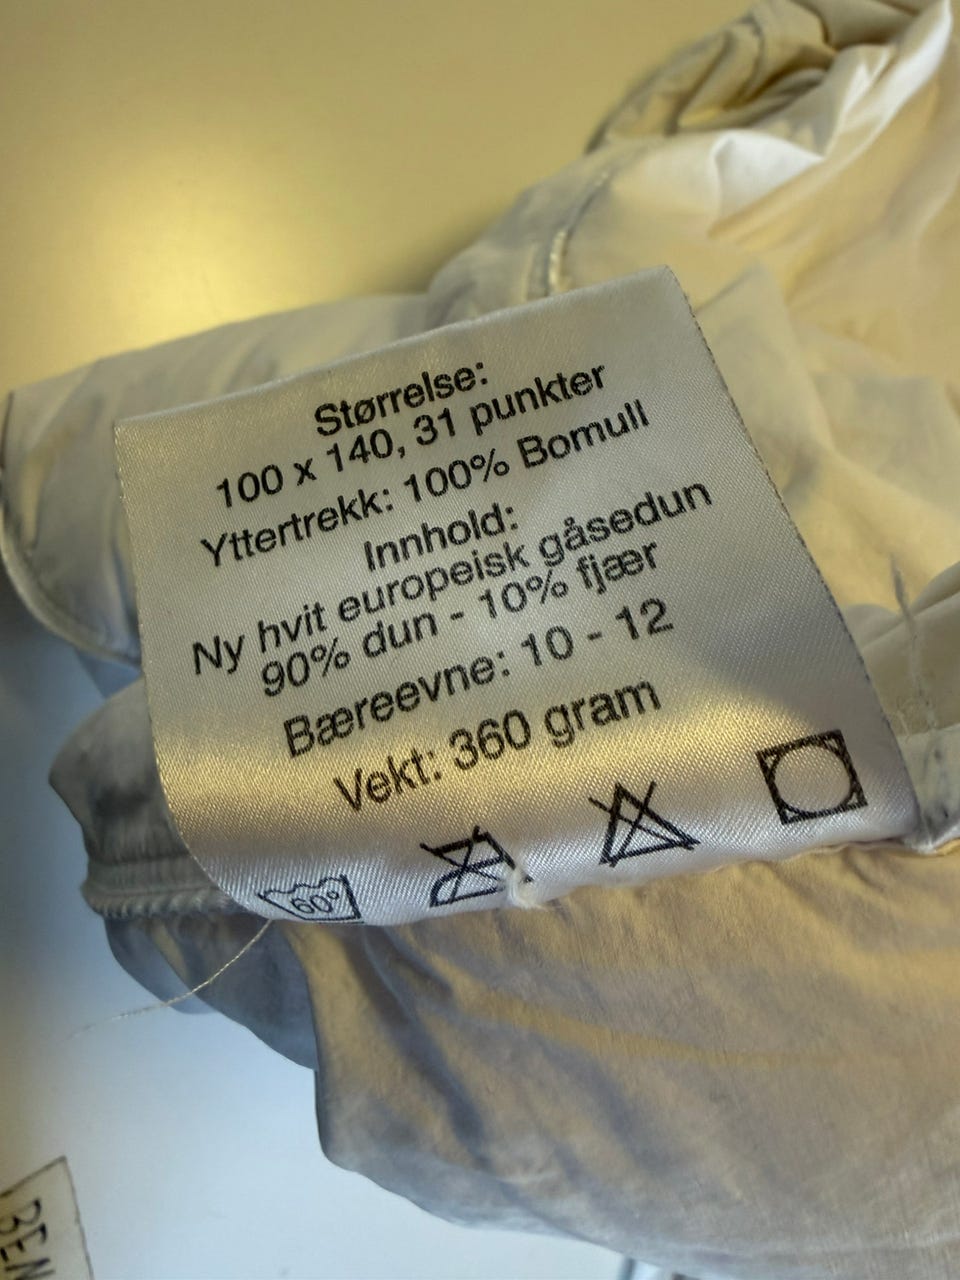 Størrelse:
100 x 140, 31 punkter
Yttertrekk: 100% Bomull
Innhold:
Ny hvit europeisk gåsedun
90% dun - 10% fjær
Bæreevne: 10 - 12
Vekt: 360 gram
60°
BEN